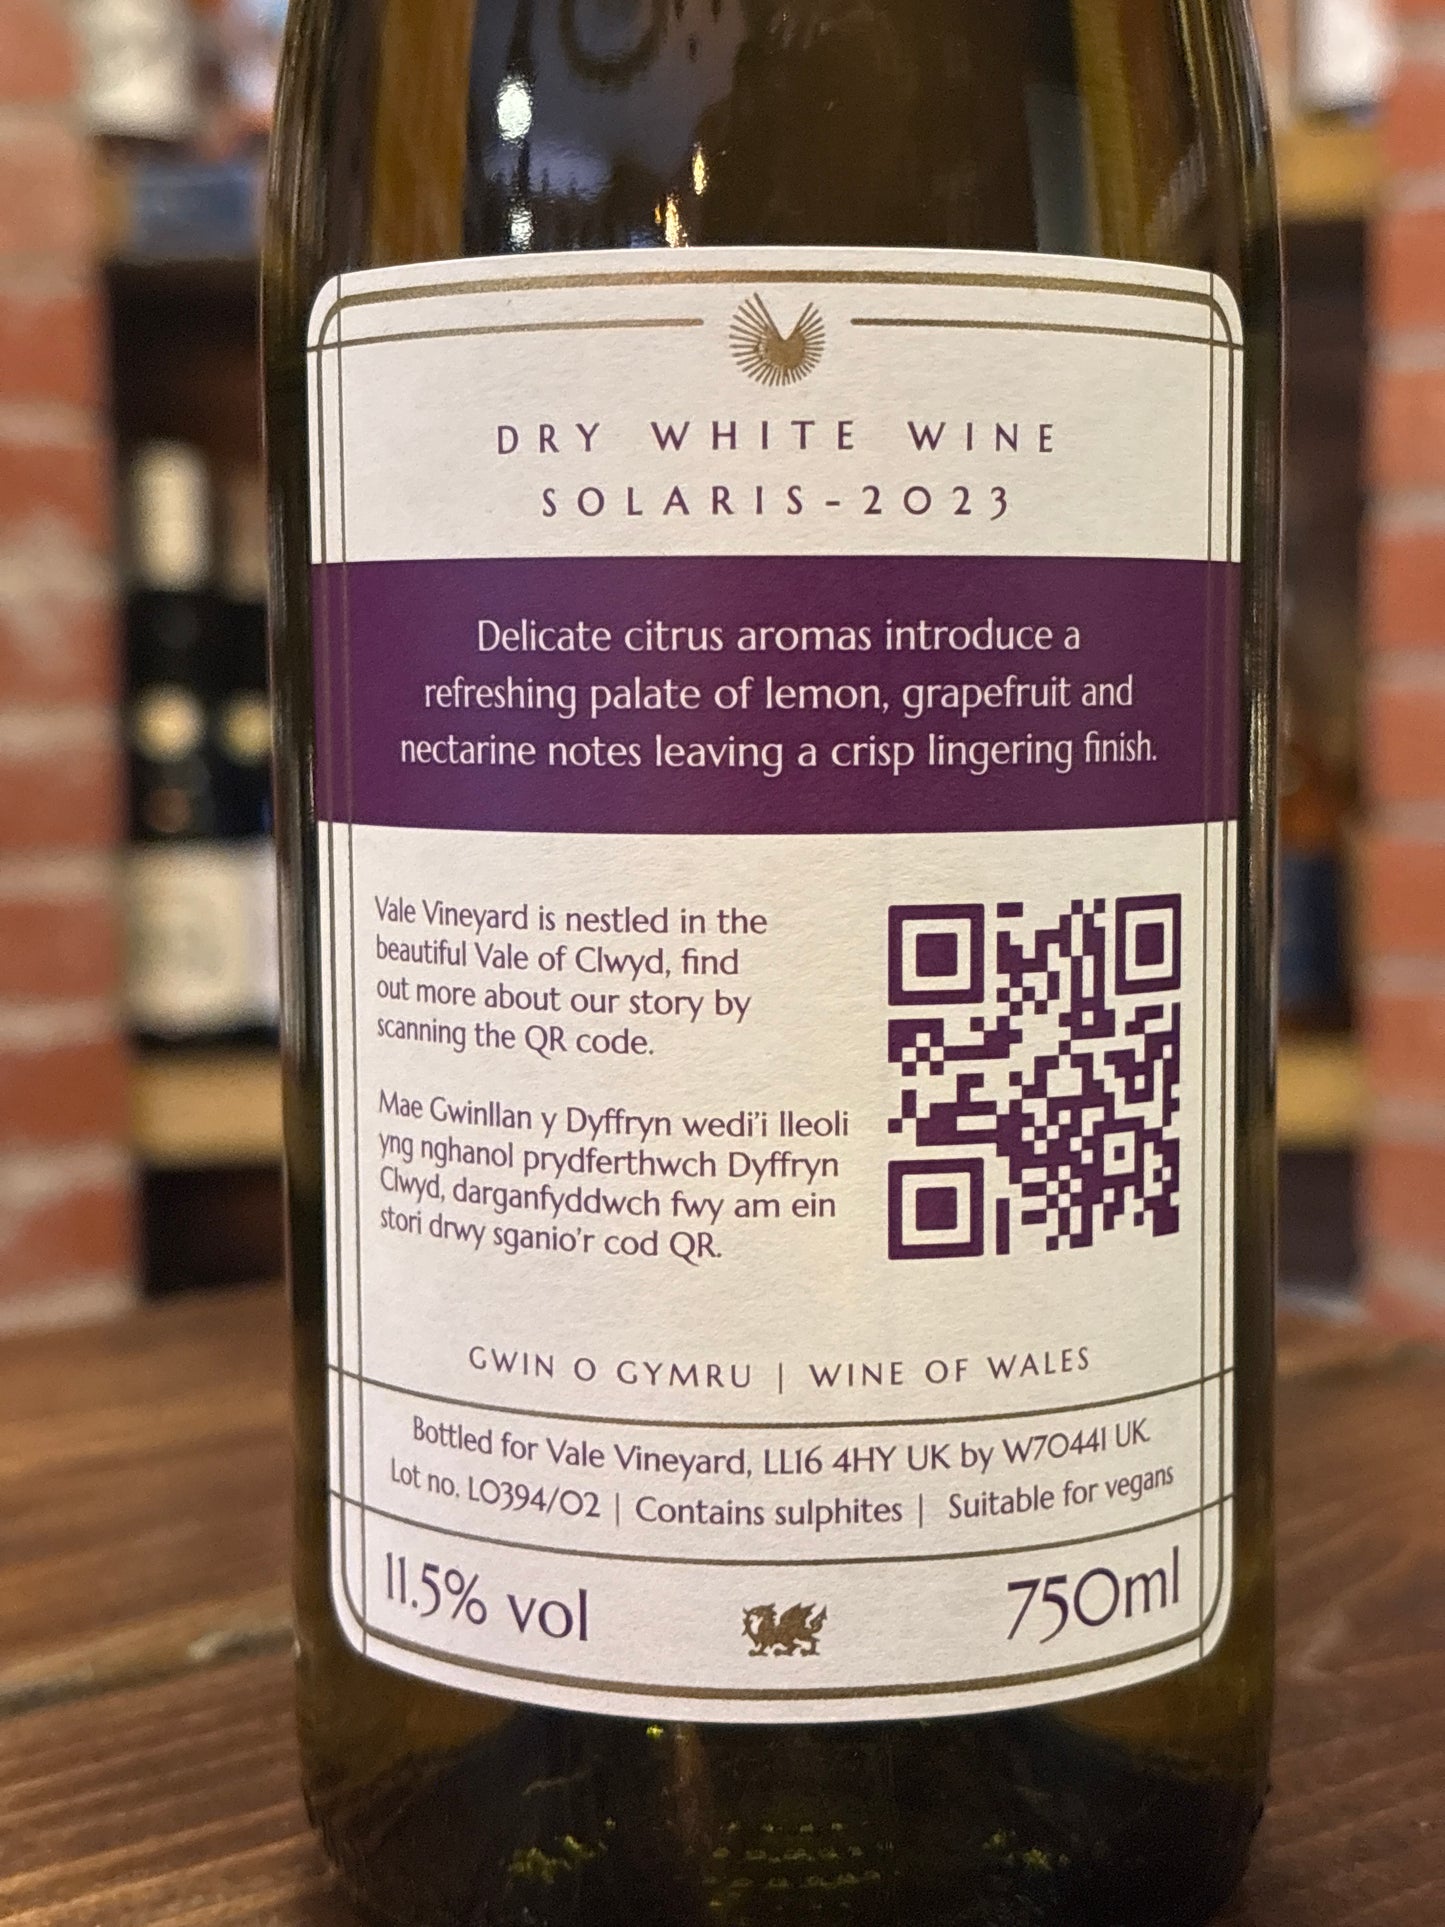 DRY WHITE WINE
SOLARIS-2023
Delicate citrus aromas introduce a
refreshing palate of lemon, grapefruit and
nectarine notes leaving a crisp lingering finish.
Vale Vineyard is nestled in the
beautiful Vale of Clwyd, find
out more about our story by
scanning the QR code.
Mae Gwinllan y Dyffryn wedi'i lleoli
yng nghanol prydferthwch Dyffryn
Clwyd, darganfyddwch fwy am ein
stori drwy sganio'r cod QR.
GWIN O GYMRU | WINE OF WALES
Bottled for Vale Vineyard, LL16 4HY UK by W70441 UK
Lot no. LO394/02 | Contains sulphites | Suitable for vegans
11.5% vol
750ml